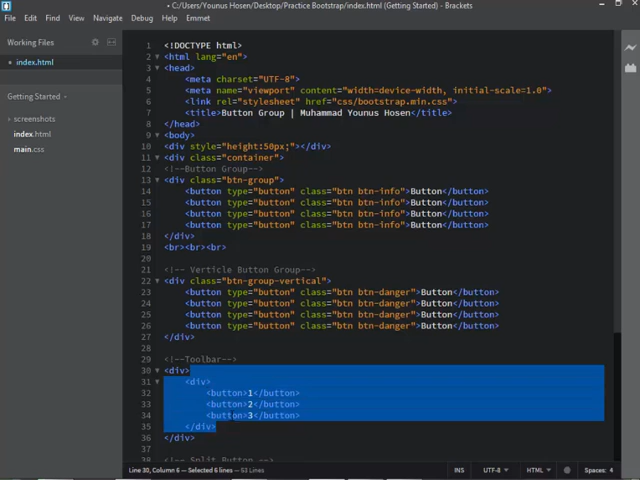 • C:/Users/Younus Hosen/Desktop/Practice Bootstrap/index.html (Getting Started) - Brackets
File Edit Find View Navigate Debug Help Emmet
Working Files
• index.html
Getting Started
screenshots
index.html
main.css
1 <!DOCTYPE html>
2 <html lang="en">
3 <head>
4 <meta charset="UTF-8">
5 <meta name="viewport" content="width=device-width, initial-scale=1.0">
6 <link rel="stylesheet" href="css/bootstrap.min.css">
7 <title>Button Group | Muhammad Younus Hosen</title>
8 </head>
9 <body>
10 <div style="height:50px;"></div>
11 <div class="container">
12 <!--Button Group-->
13 <div class="btn-group">
14 <button type="button" class="btn btn-info">Button</button>
15 <button type="button" class="btn btn-info">Button</button>
16 <button type="button" class="btn btn-info">Button</button>
17 <button type="button" class="btn btn-info">Button</button>
18 </div>
19 <br><br><br>
20
21 <!-- Verticle Button Group-->
22 <div class="btn-group-vertical">
23 <button type="button" class="btn btn-danger">Button</button>
24 <button type="button" class="btn btn-danger">Button</button>
25 <button type="button" class="btn btn-danger">Button</button>
26 <button type="button" class="btn btn-danger">Button</button>
27 </div>
28
29 <!--Toolbar-->
30 <div>
31 <div>
32 <button>1</button>
33 <button>2</button>
34 <button>3</button>
35 </div>
36 </div>
37
38 <!-- Split Button -->
Line 30, Column 6 — Selected 6 lines — 53 Lines
INS UTF-8 HTML Spaces: 4